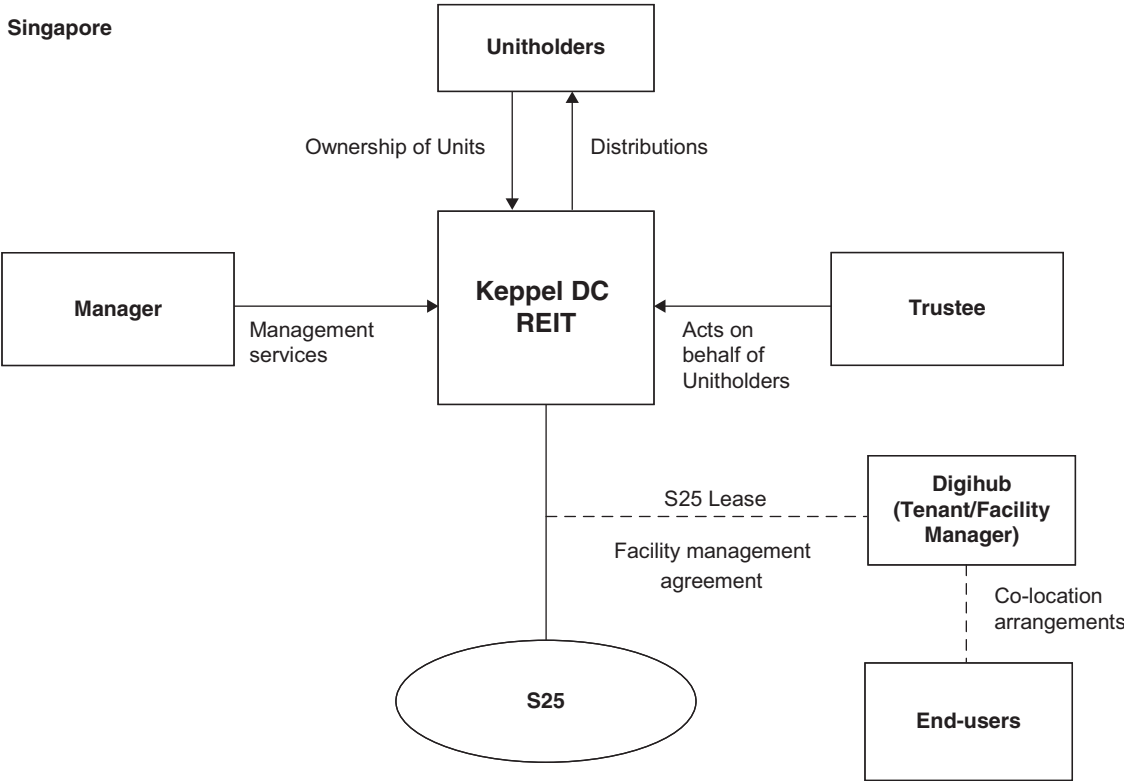 Singapore
Unitholders
Ownership of Units
Distributions
Manager
Management
services
Keppel DC
REIT
Acts on
behalf of
Unitholders
Trustee
S25 Lease
Facility management
agreement
Digihub
(Tenant/Facility
Manager)
Co-location
arrangements
S25
End-users